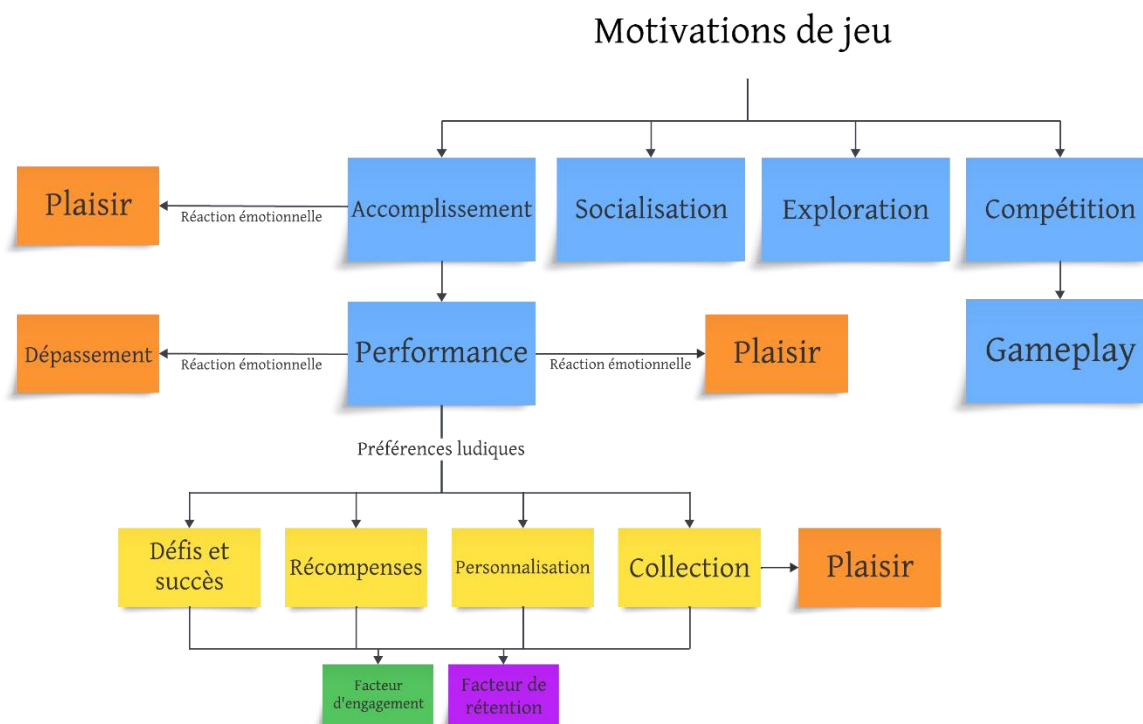 Motivations de jeu
Plaisir
Réaction émotionnelle
Accomplissement
Socialisation
Exploration
Compétition
Dépassement
Réaction émotionnelle
Performance
Réaction émotionnelle
Plaisir
Gameplay
Préférences ludiques
Défis et
succès
Récompenses
Personnalisation
Collection
Plaisir
Facteur
d'engagement
Facteur de
rétention